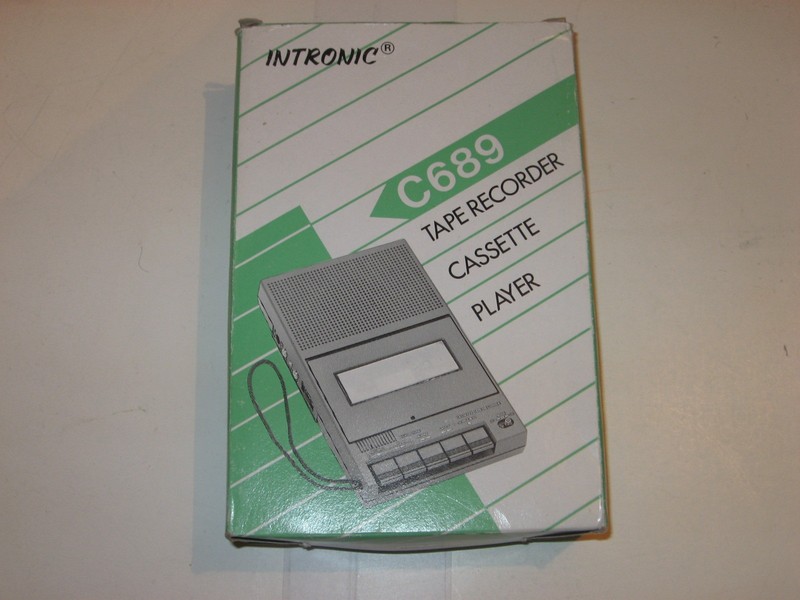 INTRONIC®
C689
TAPE RECORDER
CASSETTE
PLAYER